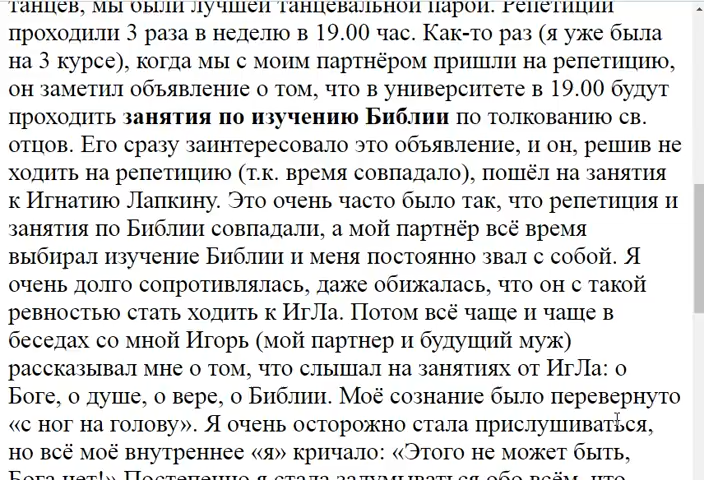 танцев, мы были лучшей танцевальной парой. Репетиции
проходили 3 раза в неделю в 19.00 час. Как-то раз (я уже была
на 3 курсе), когда мы с моим партнёром пришли на репетицию,
он заметил объявление о том, что в университете в 19.00 будут
проходить занятия по изучению Библии по толкованию св.
отцов. Его сразу заинтересовало это объявление, и он, решив не
ходить на репетицию (т.к. время совпадало), пошёл на занятия
к Игнатию Лапкину. Это очень часто было так, что репетиция и
занятия по Библии совпадали, а мой партнёр всё время
выбирал изучение Библии и меня постоянно звал с собой. Я
очень долго сопротивлялась, даже обижалась, что он с такой
ревностью стать ходить к ИгЛа. Потом всё чаще и чаще в
беседах со мной Игорь (мой партнер и будущий муж)
рассказывал мне о том, что слышал на занятиях от ИгЛа: о
Боге, о душе, о вере, о Библии. Моё сознание было перевернуто
«с ног на голову». Я очень осторожно стала прислушиваться,
но всё моё внутреннее «я» кричало: «Этого не может быть,
Бога нет!» Постепенно я стала задумываться обо всём, что